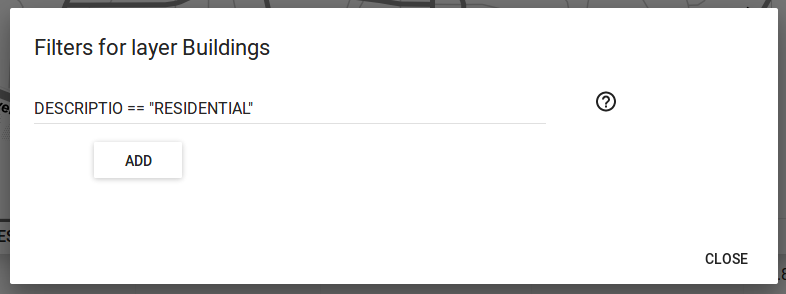 Filters for layer Buildings
DESCRIPTIO == "RESIDENTIAL"
ADD
CLOSE